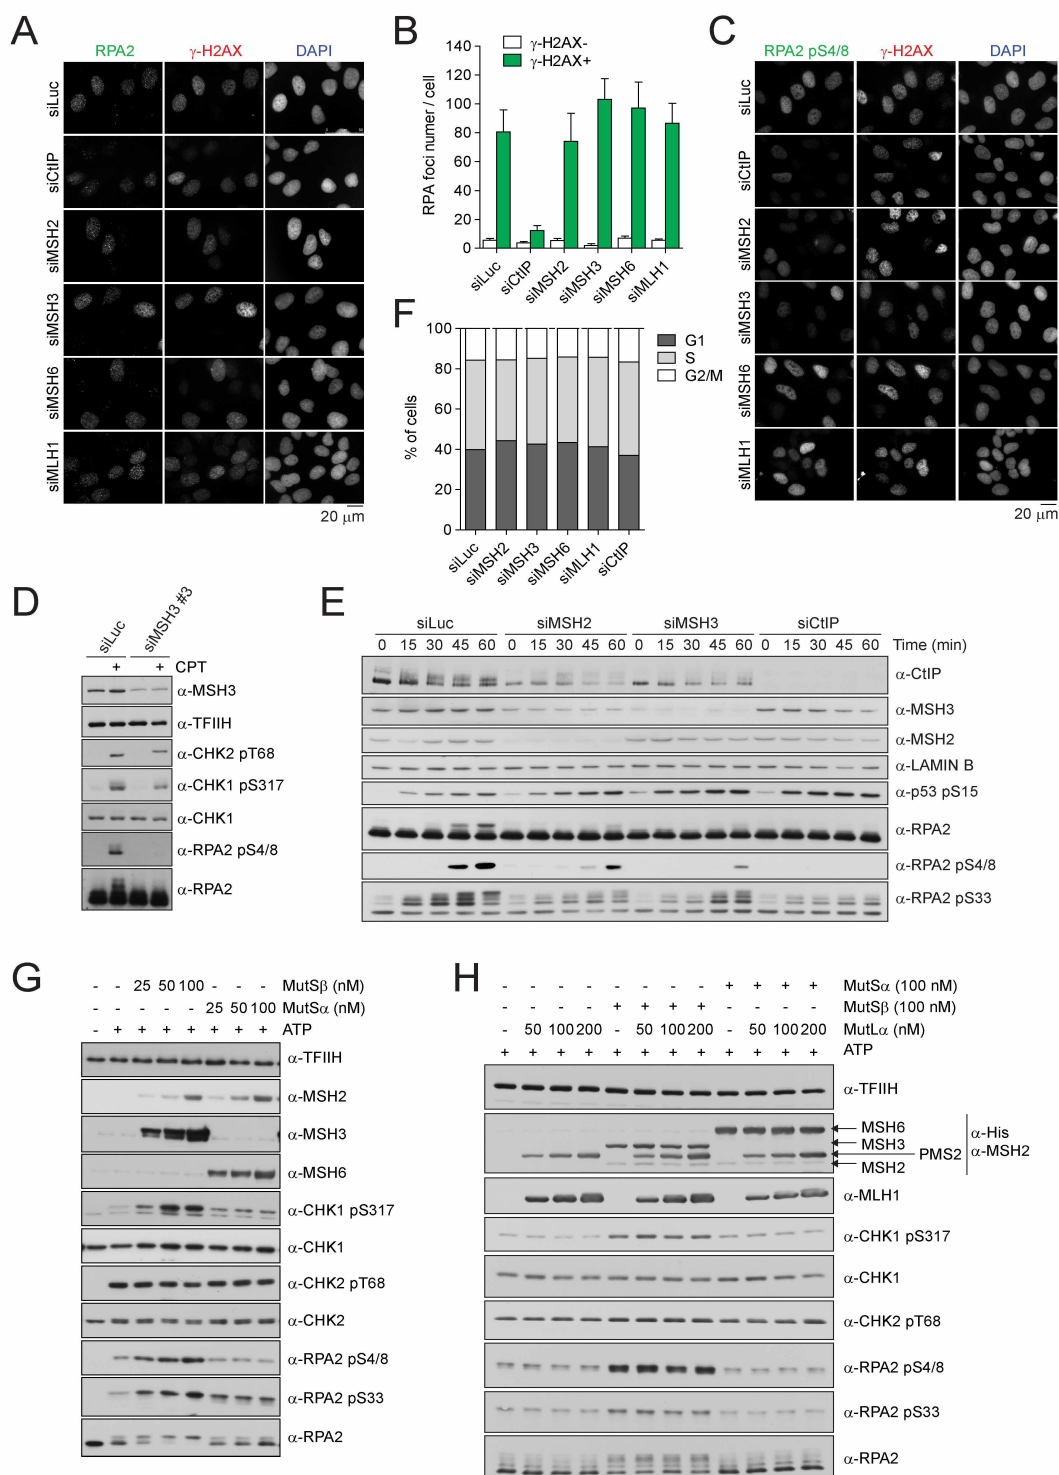 A
RPA2 γ-H2AX DAPI
siLuc
siCtIP
siMSH2
siMSH3
siMSH6
siMLH1
20 μm
B
γ-H2AX-
γ-H2AX+
RPA foci numer / cell
140
120
100
80
60
40
20
0
siLuc siCtIP siMSH2 siMSH3 siMSH6 siMLH1
C
RPA2 pS4/8 γ-H2AX DAPI
siLuc
siCtIP
siMSH2
siMSH3
siMSH6
siMLH1
20 μm
F
G1
S
G2/M
% of cells
100
80
60
40
20
0
siLuc siMSH2 siMSH3 siMSH6 siMLH1 siCtIP
D
siLuc siMSH3 #3
+ + CPT
α-MSH3
α-TFIIH
α-CHK2 pT68
α-CHK1 pS317
α-CHK1
α-RPA2 pS4/8
α-RPA2
E
siLuc siMSH2 siMSH3 siCtIP
0 15 30 45 60 0 15 30 45 60 0 15 30 45 60 0 15 30 45 60 Time (min)
α-CtIP
α-MSH3
α-MSH2
α-LAMIN B
α-p53 pS15
α-RPA2
α-RPA2 pS4/8
α-RPA2 pS33
G
- - 25 50 100 - - - MutSβ (nM)
- - - - - 25 50 100 MutSα (nM)
- + + + + + + + ATP
α-TFIIH
α-MSH2
α-MSH3
α-MSH6
α-CHK1 pS317
α-CHK1
α-CHK2 pT68
α-CHK2
α-RPA2 pS4/8
α-RPA2 pS33
α-RPA2
H
- - - - - - - - + + + + MutSα (100 nM)
- - - - + + + + - - - - MutSβ (100 nM)
- 50 100 200 - 50 100 200 - 50 100 200 MutLα (nM)
+ + + + + + + + + + + + ATP
α-TFIIH
MSH6
MSH3
PMS2
MSH2
α-His
α-MSH2
α-MLH1
α-CHK1 pS317
α-CHK1
α-CHK2 pT68
α-RPA2 pS4/8
α-RPA2 pS33
α-RPA2